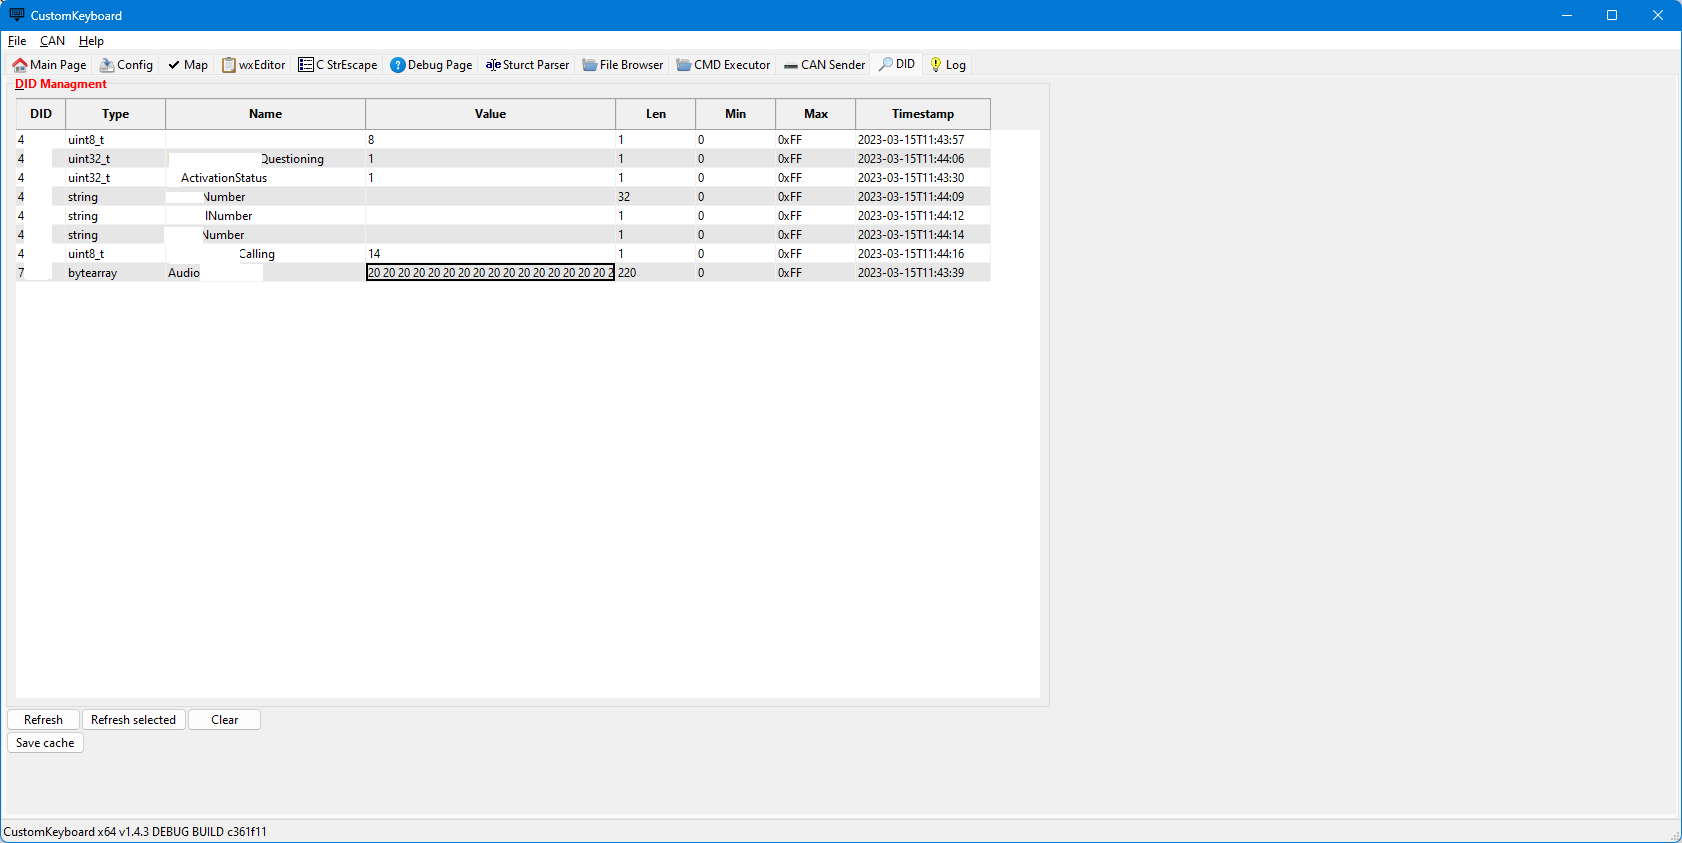 CustomKeyboard
File CAN Help
Main Page Config Map wxEditor C StrEscape Debug Page Sturct Parser File Browser CMD Executor CAN Sender DID Log
DID Managment
DID Type Name Value Len Min Max Timestamp
4 uint8_t 8 1 0 0xFF 2023-03-15T11:43:57
4 uint32_t Questioning 1 1 0 0xFF 2023-03-15T11:44:06
4 uint32_t ActivationStatus 1 1 0 0xFF 2023-03-15T11:43:30
4 string Number 32 0 0xFF 2023-03-15T11:44:09
4 string lNumber 1 0 0xFF 2023-03-15T11:44:12
4 string Number 1 0 0xFF 2023-03-15T11:44:14
4 uint8_t Calling 14 1 0 0xFF 2023-03-15T11:44:16
7 bytearray Audio 20 20 20 20 20 20 20 20 20 20 20 20 20 20 20 20 2 220 0 0xFF 2023-03-15T11:43:39
Refresh Refresh selected Clear
Save cache
CustomKeyboard x64 v1.4.3 DEBUG BUILD c361f11